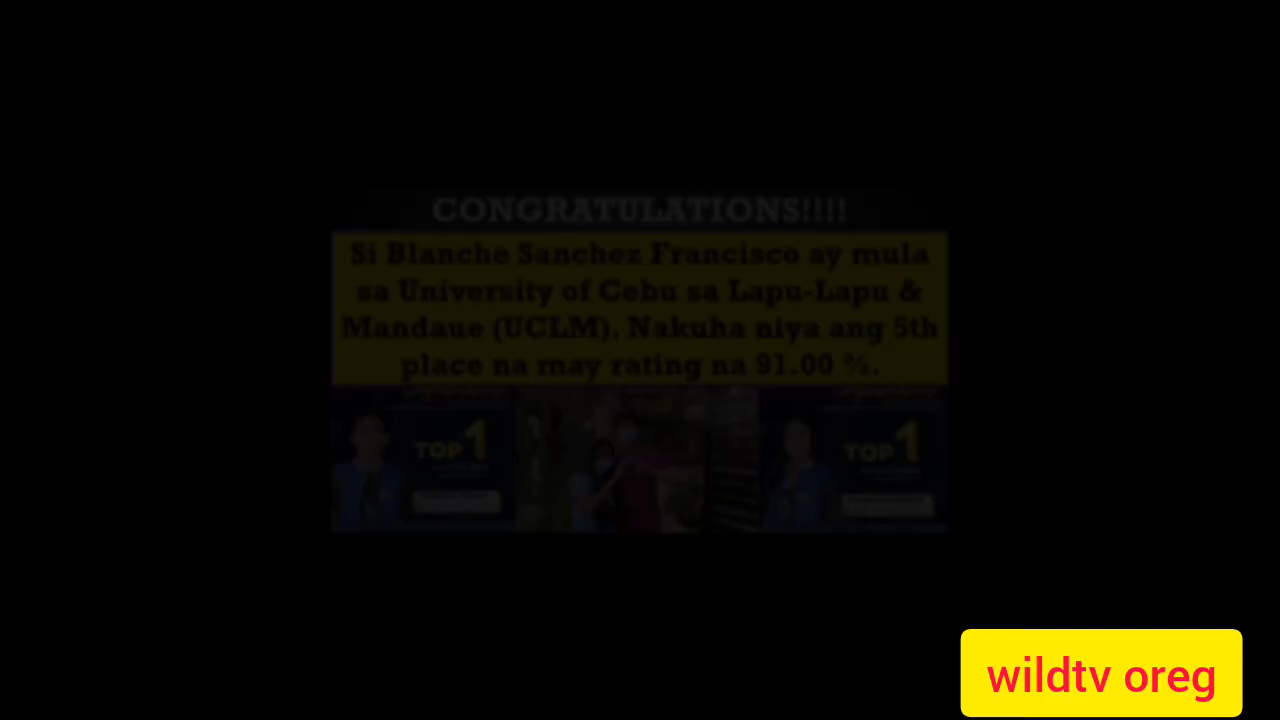 CONGRATULATIONS!!!!
Si Blanche Sanchez Francisco ay mula
sa University of Cebu sa Lapu-Lapu &
Mandaue (UCLM), Nakuha niya ang 5th
place na may rating na 91.00 %.
TOP 1
TOP 1
wildtv oreg